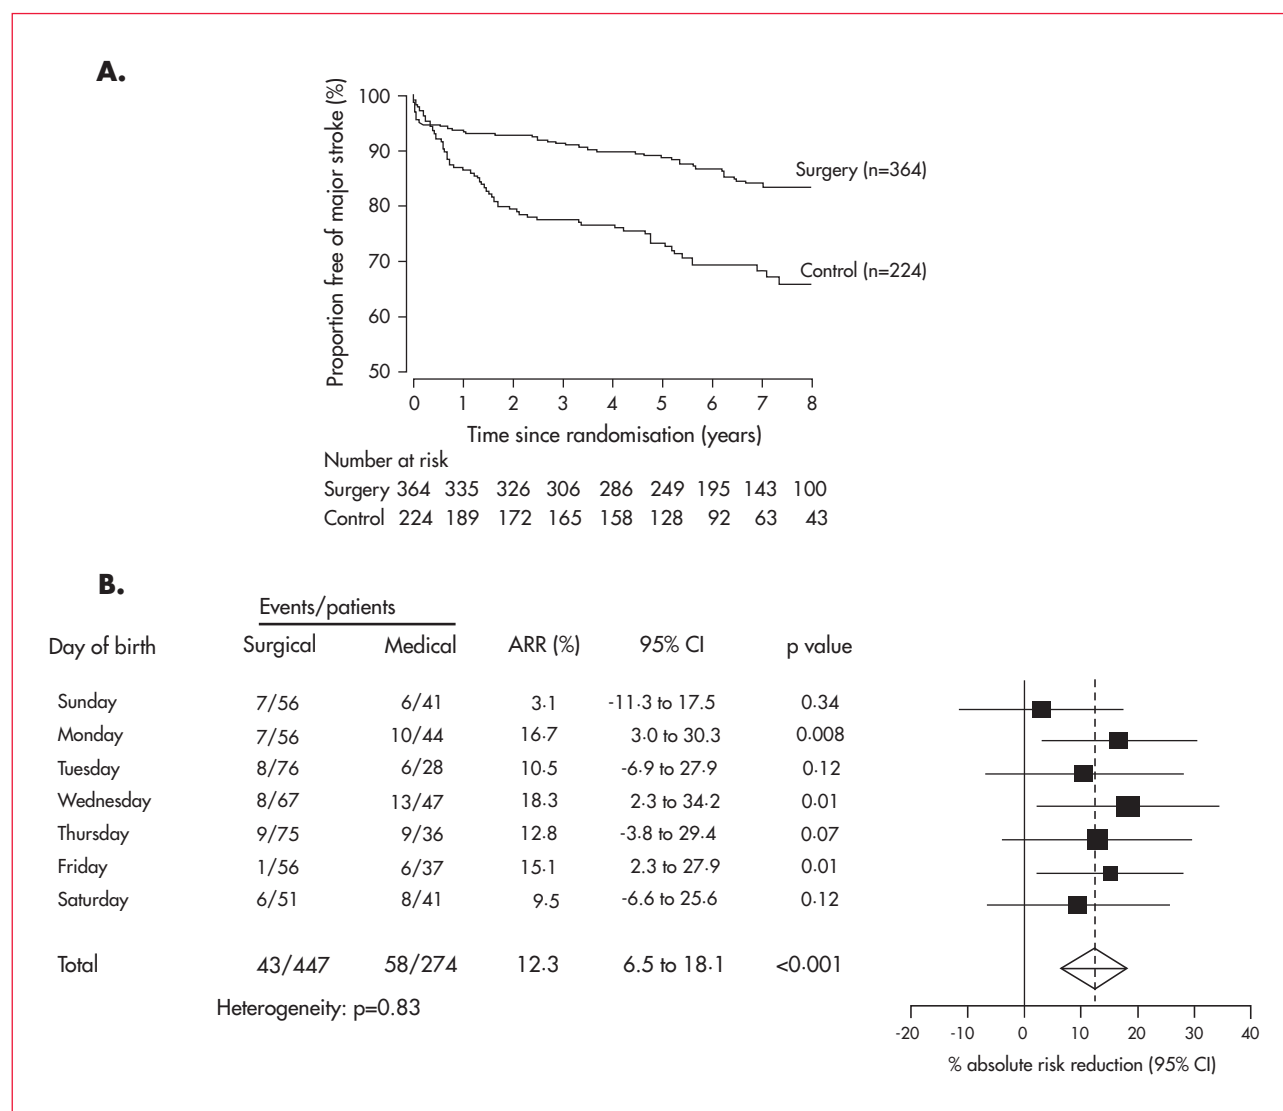 A.
Proportion free of major stroke (%)
100
90
80
70
60
50
Surgery (n=364)
Control (n=224)
0 1 2 3 4 5 6 7 8
Time since randomisation (years)
Number at risk
Surgery 364 335 326 306 286 249 195 143 100
Control 224 189 172 165 158 128 92 63 43
B.
Events/patients
Day of birth Surgical Medical ARR (%) 95% CI p value
Sunday 7/56 6/41 3·1 -11·3 to 17·5 0·34
Monday 7/56 10/44 16·7 3·0 to 30·3 0·008
Tuesday 8/76 6/28 10·5 -6·9 to 27·9 0·12
Wednesday 8/67 13/47 18·3 2·3 to 34·2 0·01
Thursday 9/75 9/36 12·8 -3·8 to 29·4 0·07
Friday 1/56 6/37 15·1 2·3 to 27·9 0·01
Saturday 6/51 8/41 9·5 -6·6 to 25·6 0·12
Total 43/447 58/274 12·3 6.5 to 18·1 <0·001
Heterogeneity: p=0.83
-20 -10 0 10 20 30 40
% absolute risk reduction (95% CI)